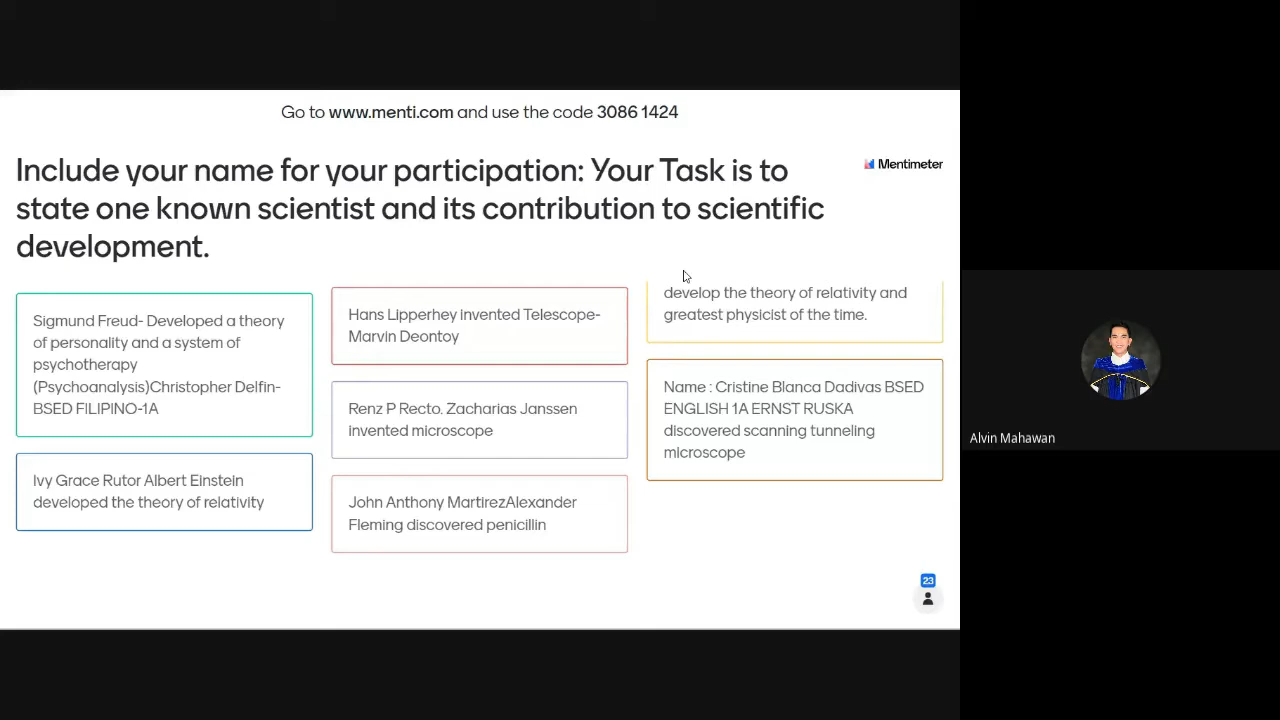 Go to www.menti.com and use the code 3086 1424
Include your name for your participation: Your Task is to
state one known scientist and its contribution to scientific
development.
Mentimeter
Sigmund Freud- Developed a theory
of personality and a system of
psychotherapy
(Psychoanalysis)Christopher Delfin-
BSED FILIPINO-1A
Ivy Grace Rutor Albert Einstein
developed the theory of relativity
Hans Lipperhey invented Telescope-
Marvin Deontoy
Renz P Recto. Zacharias Janssen
invented microscope
John Anthony MartirezAlexander
Fleming discovered penicillin
develop the theory of relativity and
greatest physicist of the time.
Name : Cristine Blanca Dadivas BSED
ENGLISH 1A ERNST RUSKA
discovered scanning tunneling
microscope
23
Alvin Mahawan